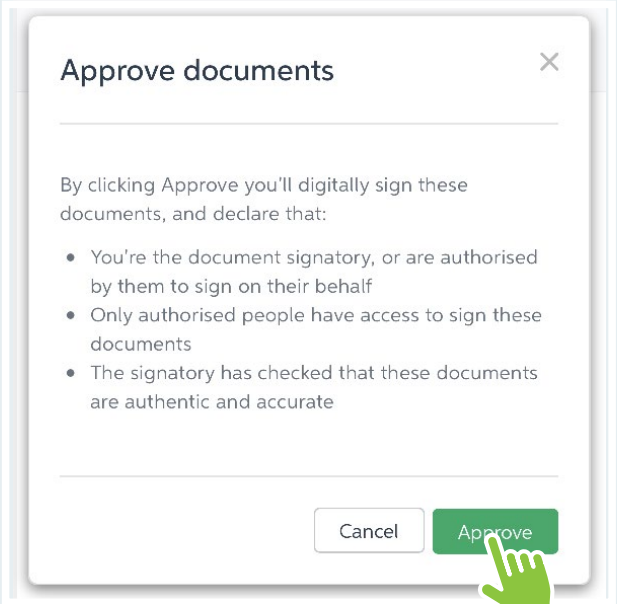 Approve documents
By clicking Approve you'll digitally sign these
documents, and declare that:
You're the document signatory, or are authorised
by them to sign on their behalf
Only authorised people have access to sign these
documents
The signatory has checked that these documents
are authentic and accurate
Cancel
Approve